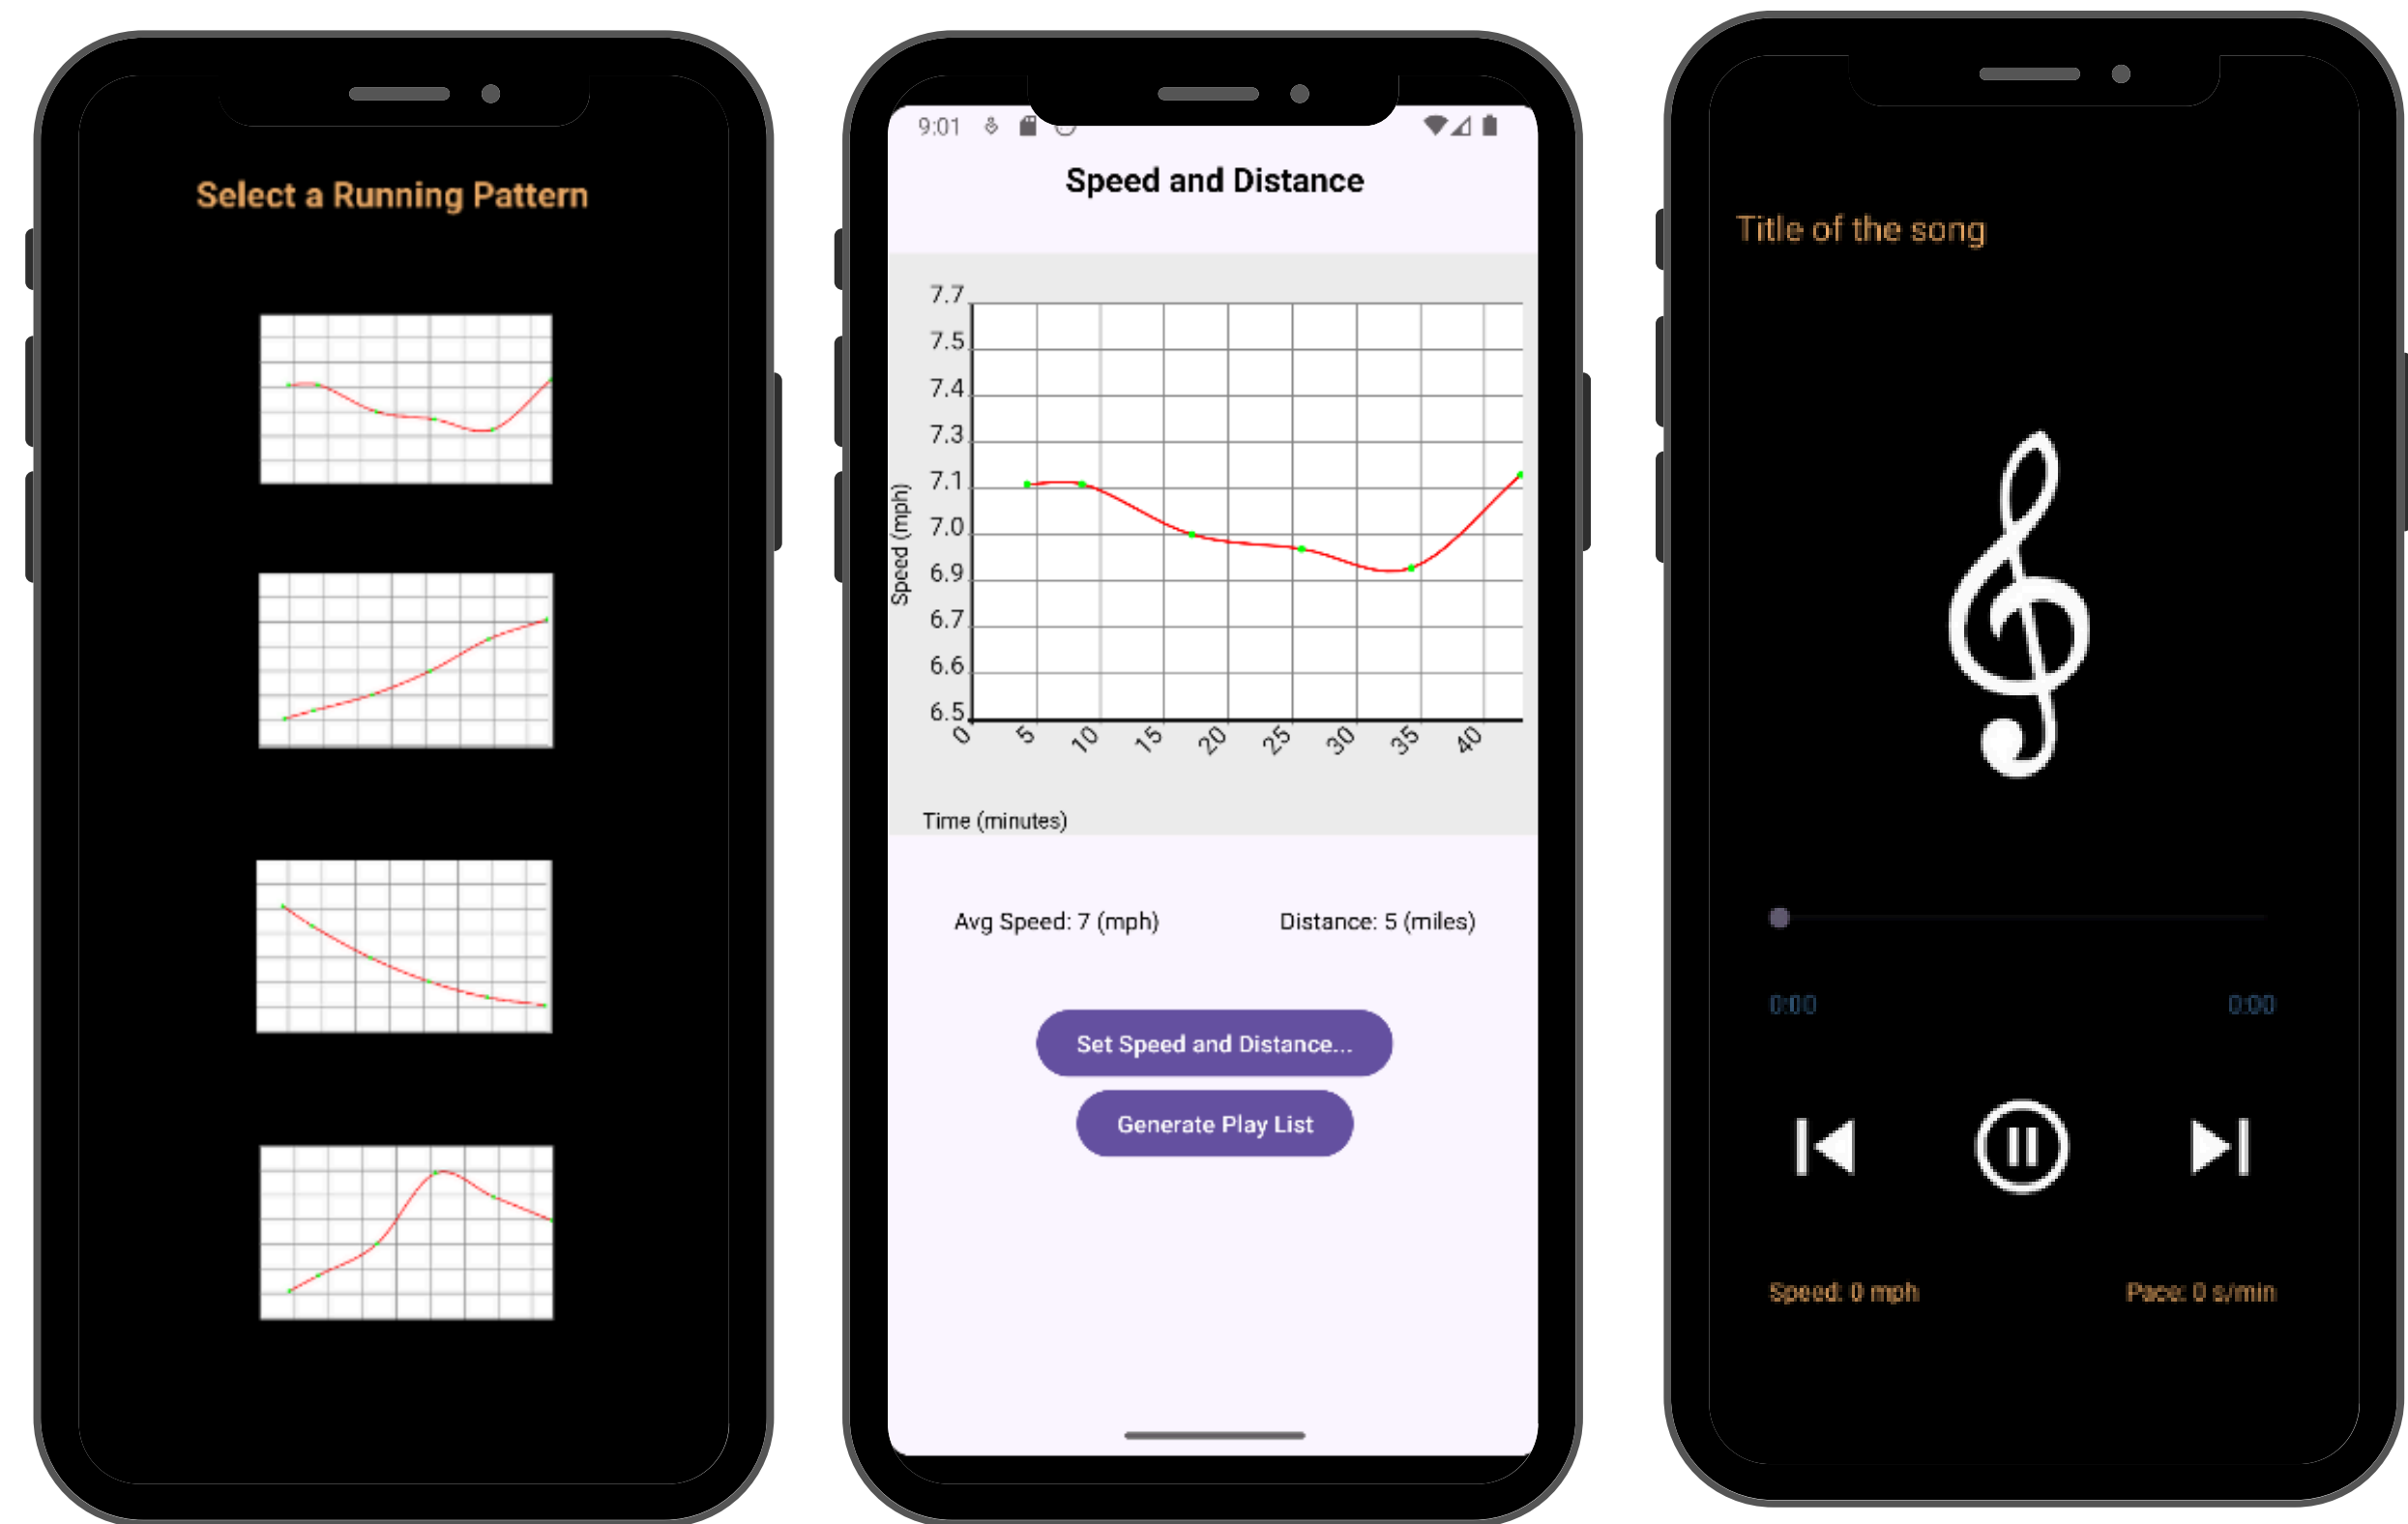 Select a Running Pattern
9:01
Speed and Distance
7.7
7.5
7.4
7.3
7.1
7.0
6.9
6.7
6.6
6.5
Speed (mph)
0 5 10 15 20 25 30 35 40
Time (minutes)
Avg Speed: 7 (mph) Distance: 5 (miles)
Set Speed and Distance...
Generate Play List
Title of the song
0:00 0:00
Speed: 0 mph Pace: 0 s/min